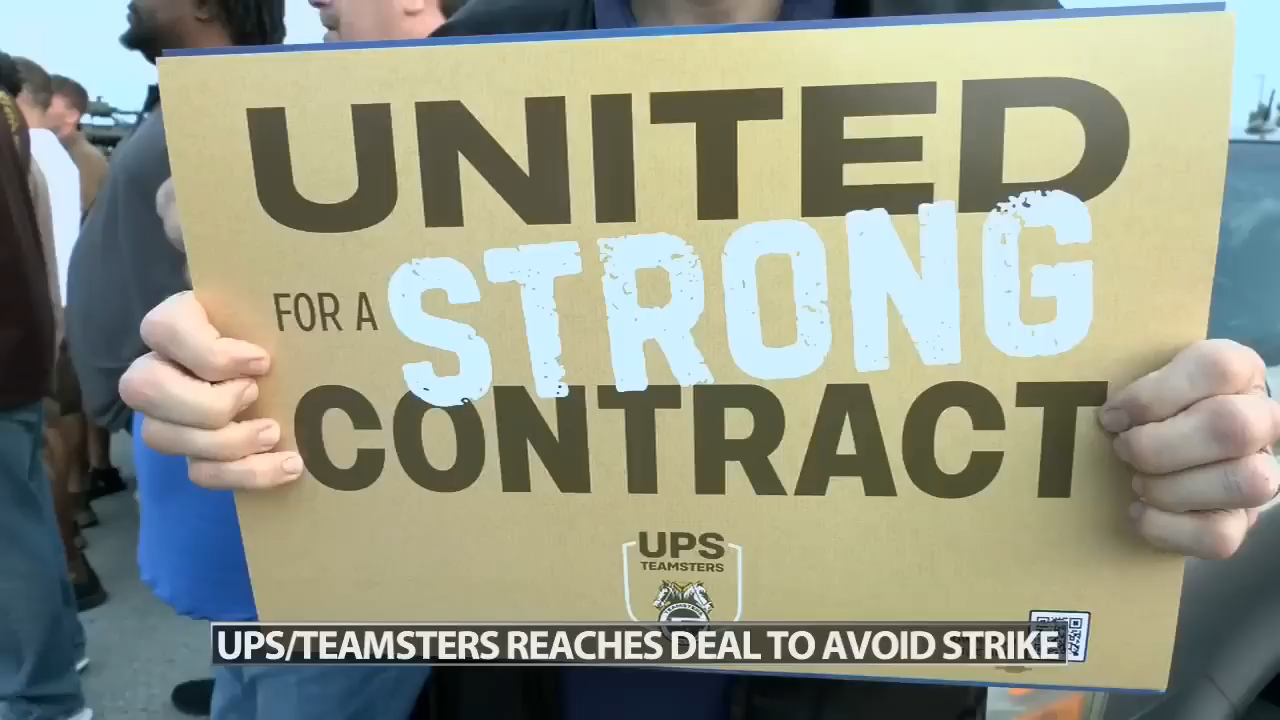 UNITED
FOR A STRONG
CONTRACT
UPS
TEAMSTERS
UPS/TEAMSTERS REACHES DEAL TO AVOID STRIKE